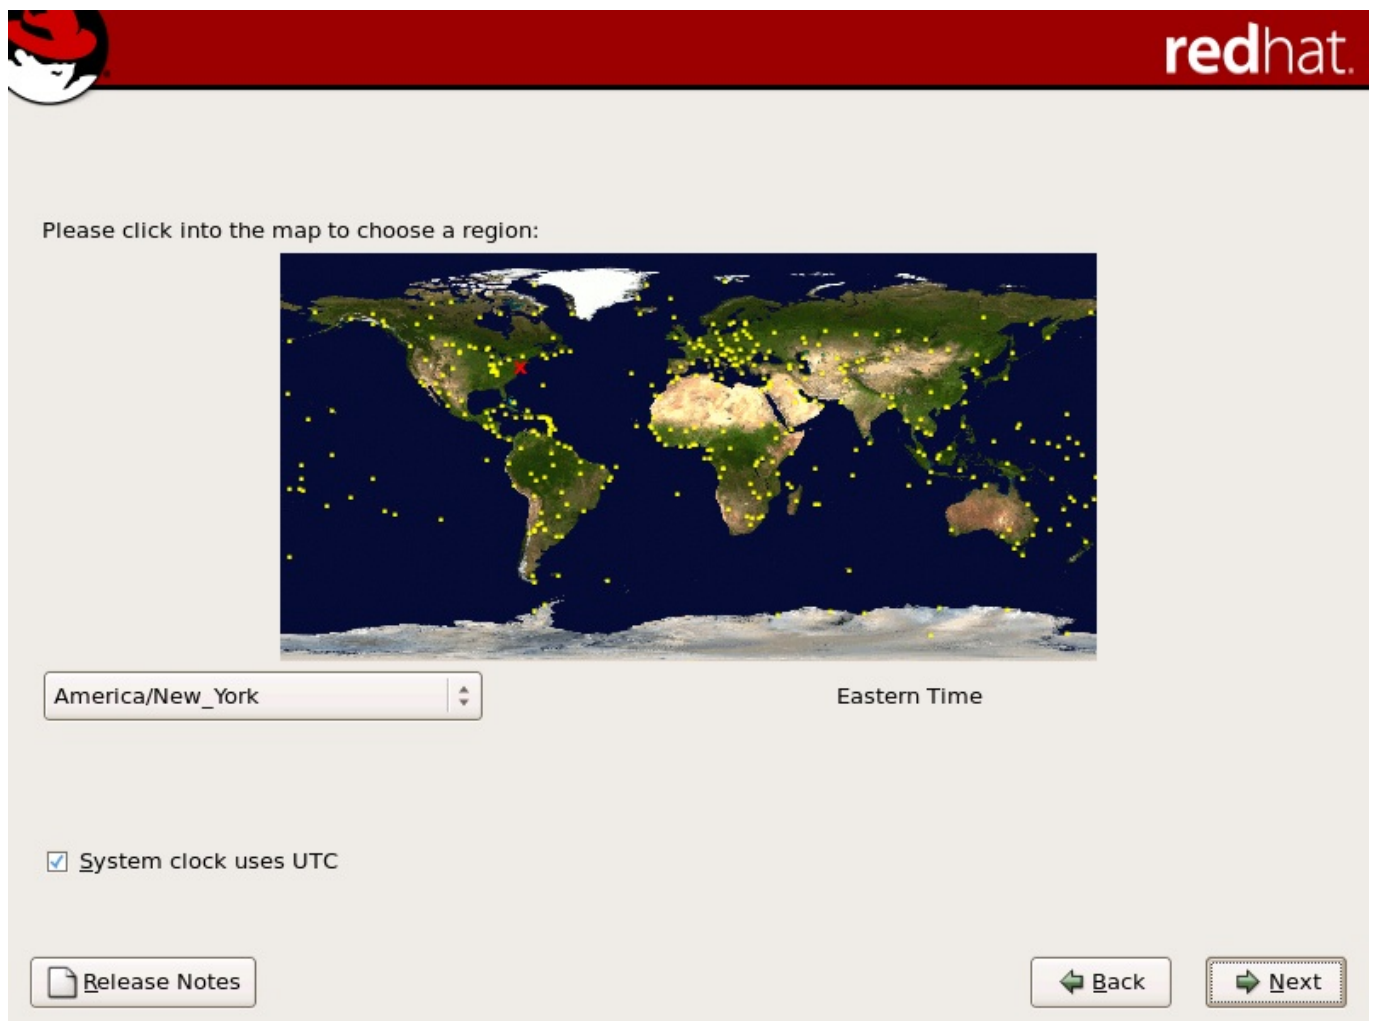 redhat.
Please click into the map to choose a region:
America/New_York
Eastern Time
System clock uses UTC
Release Notes
Back
Next